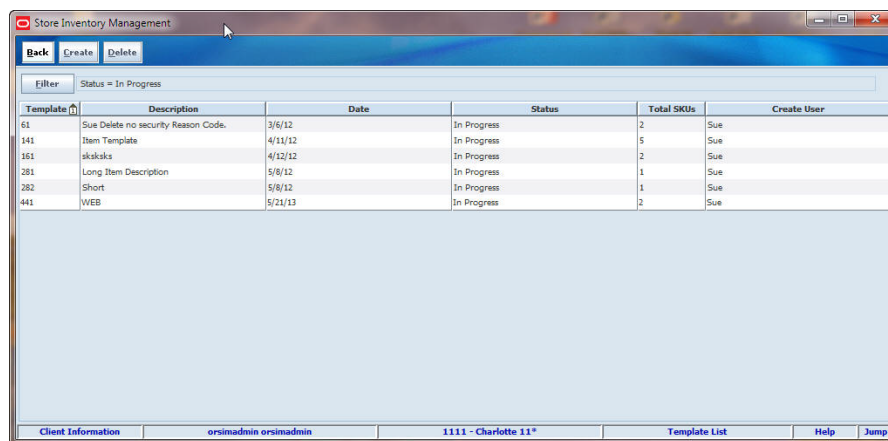 Store Inventory Management
Back Create Delete
Filter Status = In Progress
Template 1 Description Date Status Total SKUs Create User
61 Sue Delete no security Reason Code. 3/6/12 In Progress 2 Sue
141 Item Template 4/11/12 In Progress 5 Sue
161 sksksks 4/12/12 In Progress 2 Sue
281 Long Item Description 5/8/12 In Progress 1 Sue
282 Short 5/8/12 In Progress 1 Sue
441 WEB 5/21/13 In Progress 2 Sue
Client Information orsimadmin orsimadmin 1111 - Charlotte 11* Template List Help Jump